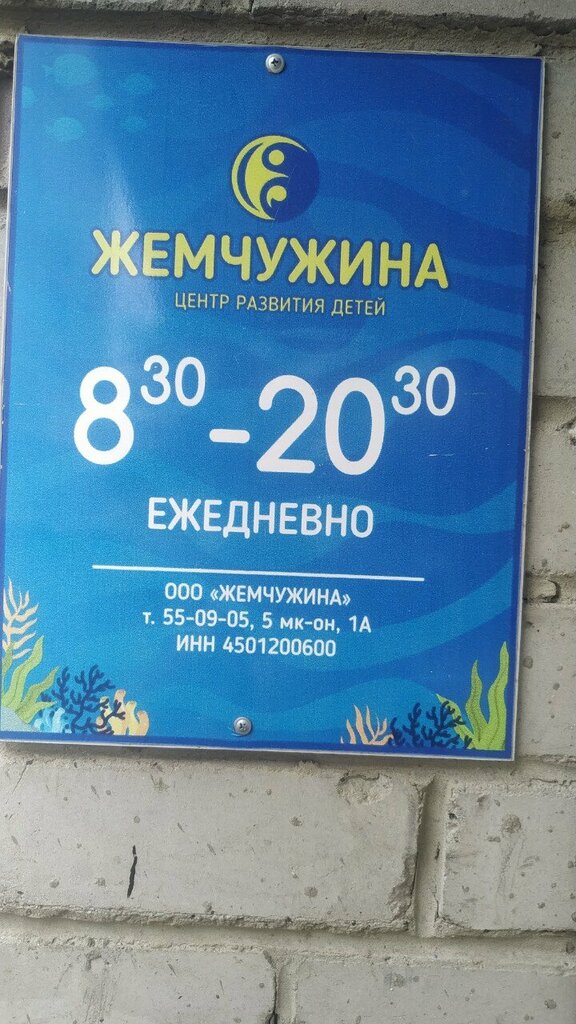 ЖЕМЧУЖИНА
ЦЕНТР РАЗВИТИЯ ДЕТЕЙ
8³⁰-20³⁰
ЕЖЕДНЕВНО
ООО «ЖЕМЧУЖИНА»
т. 55-09-05, 5 мк-он, 1А
ИНН 4501200600